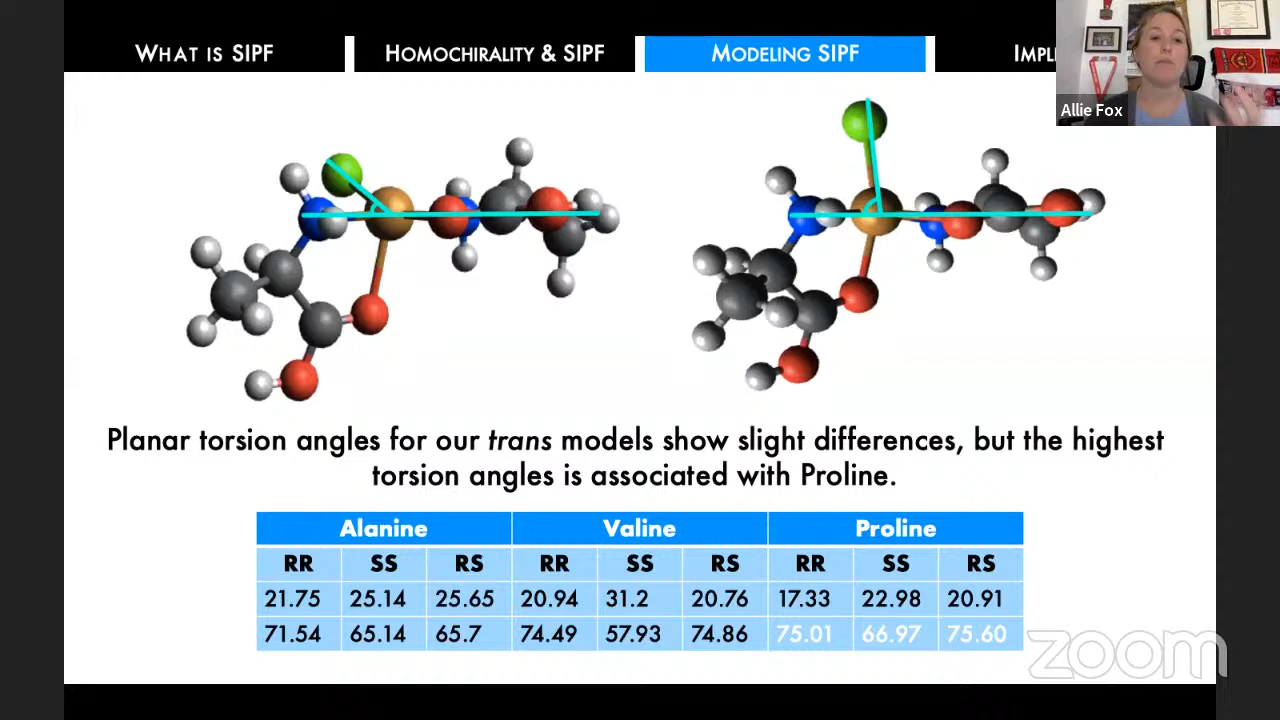 WHAT IS SIPF
HOMOCHIRALITY & SIPF
MODELING SIPF
IMPL
Allie Fox
Planar torsion angles for our trans models show slight differences, but the highest
torsion angles is associated with Proline.
Alanine Valine Proline
RR SS RS RR SS RS RR SS RS
21.75 25.14 25.65 20.94 31.2 20.76 17.33 22.98 20.91
71.54 65.14 65.7 74.49 57.93 74.86 75.01 66.97 75.60
zoom